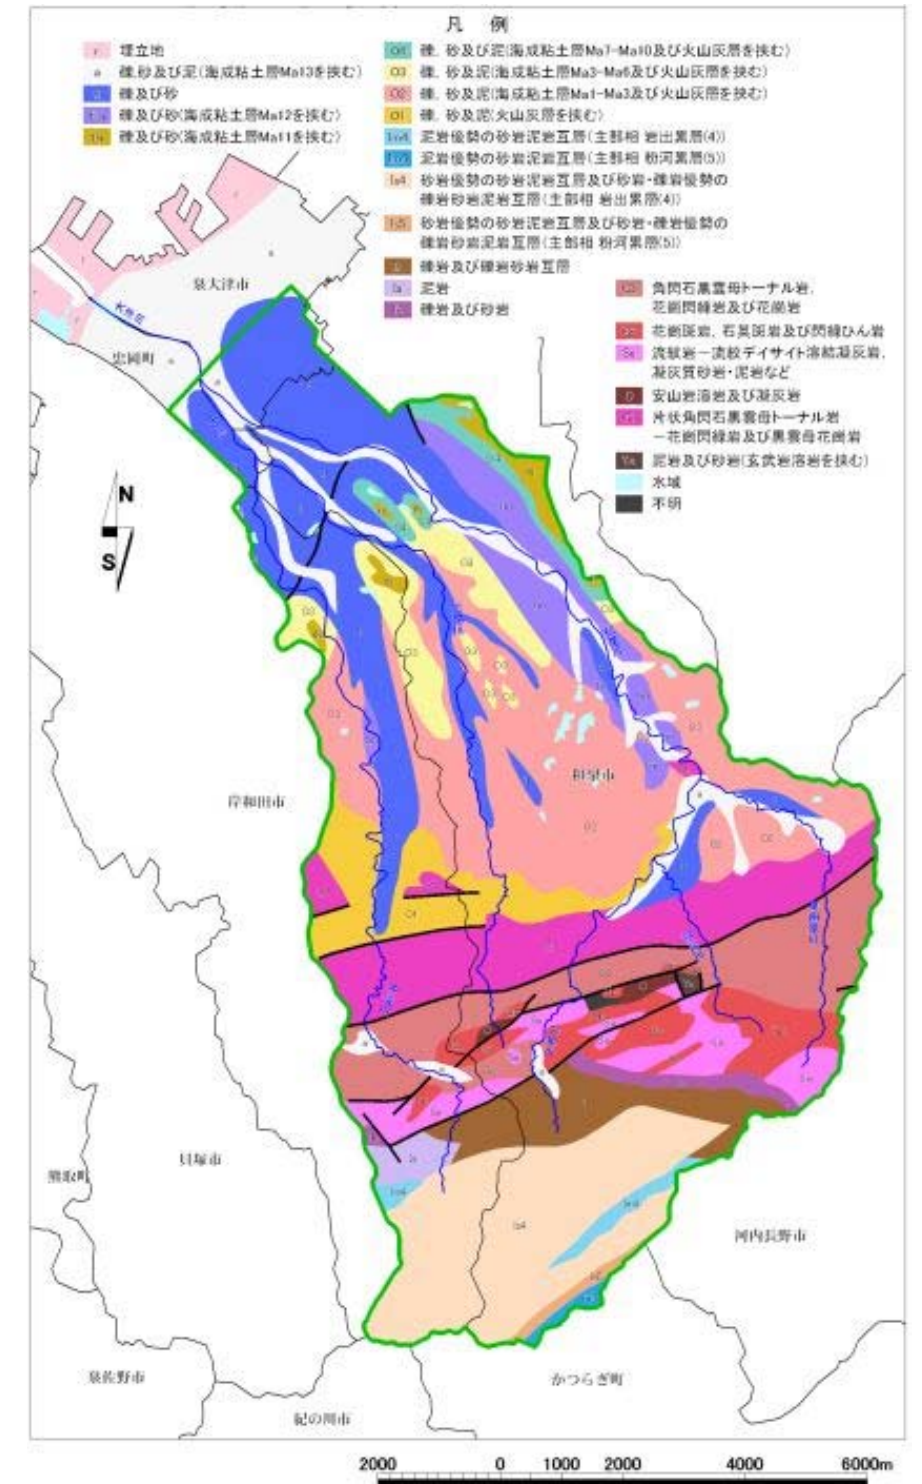 凡 例
埋立地
a 礫,砂及び泥(海成粘土層Ma13を挟む)
礫及び砂
礫及び砂(海成粘土層Ma12を挟む)
礫及び砂(海成粘土層Ma11を挟む)
礫, 砂及び泥(海成粘土層Ma7-Ma10及び火山灰層を挟む)
O3 礫, 砂及び泥(海成粘土層Ma3-Ma6及び火山灰層を挟む)
O2 礫, 砂及び泥(海成粘土層Ma1-Ma3及び火山灰層を挟む)
O1 礫, 砂及泥(火山灰層を挟む)
泥岩優勢の砂岩泥岩互層(主部相 岩出累層(4))
泥岩優勢の砂岩泥岩互層(主部相 粉河累層(5))
Is4 砂岩優勢の砂岩泥岩互層及び砂岩・礫岩優勢の
礫岩砂岩泥岩互層(主部相 岩出累層(4))
砂岩優勢の砂岩泥岩互層及び砂岩・礫岩優勢の
礫岩砂岩泥岩互層(主部相 粉河累層(5))
礫岩及び礫岩砂岩互層
泥岩
礫岩及び砂岩
角閃石黒雲母トーナル岩,
花崗閃緑岩及び花崗岩
花崗斑岩, 石英斑岩及び閃緑ひん岩
流紋岩-流紋デイサイト溶結凝灰岩,
凝灰質砂岩・泥岩など
安山岩溶岩及び凝灰岩
片状角閃石黒雲母トーナル岩
-花崗閃緑岩及び黒雲母花崗岩
泥岩及び砂岩(玄武岩溶岩を挟む)
水域
不明
泉大津市
忠岡町
N
S
和泉市
岸和田市
貝塚市
熊取町
河内長野市
泉佐野市
かつらぎ町
紀の川市
2000 0 1000 2000 4000 6000m